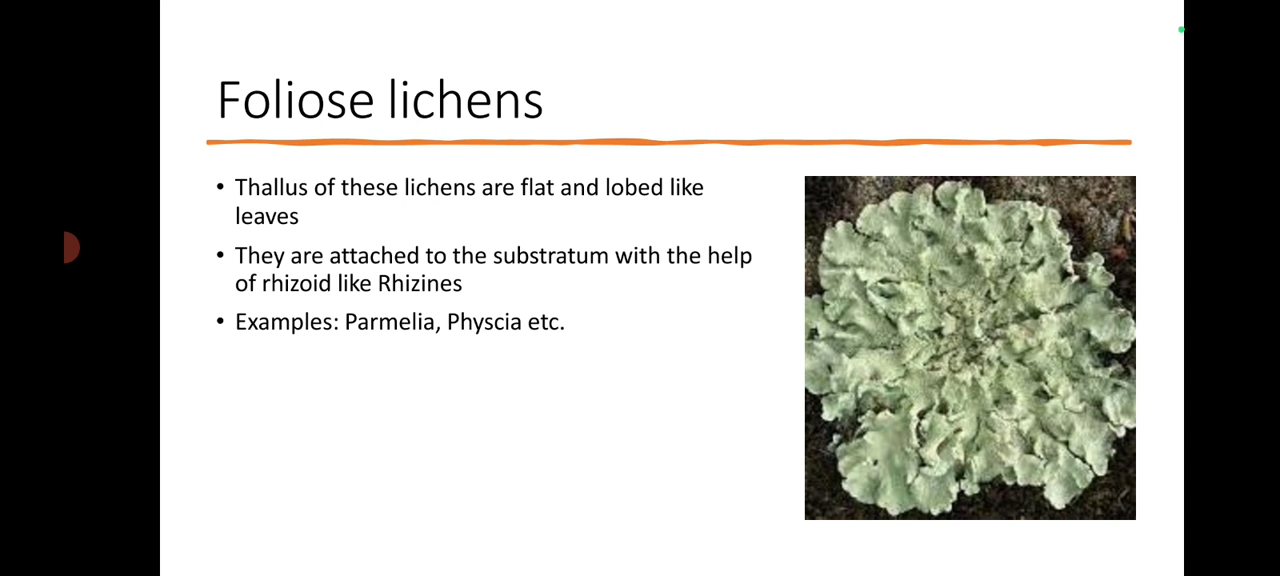 Foliose lichens
• Thallus of these lichens are flat and lobed like
leaves
• They are attached to the substratum with the help
of rhizoid like Rhizines
• Examples: Parmelia, Physcia etc.